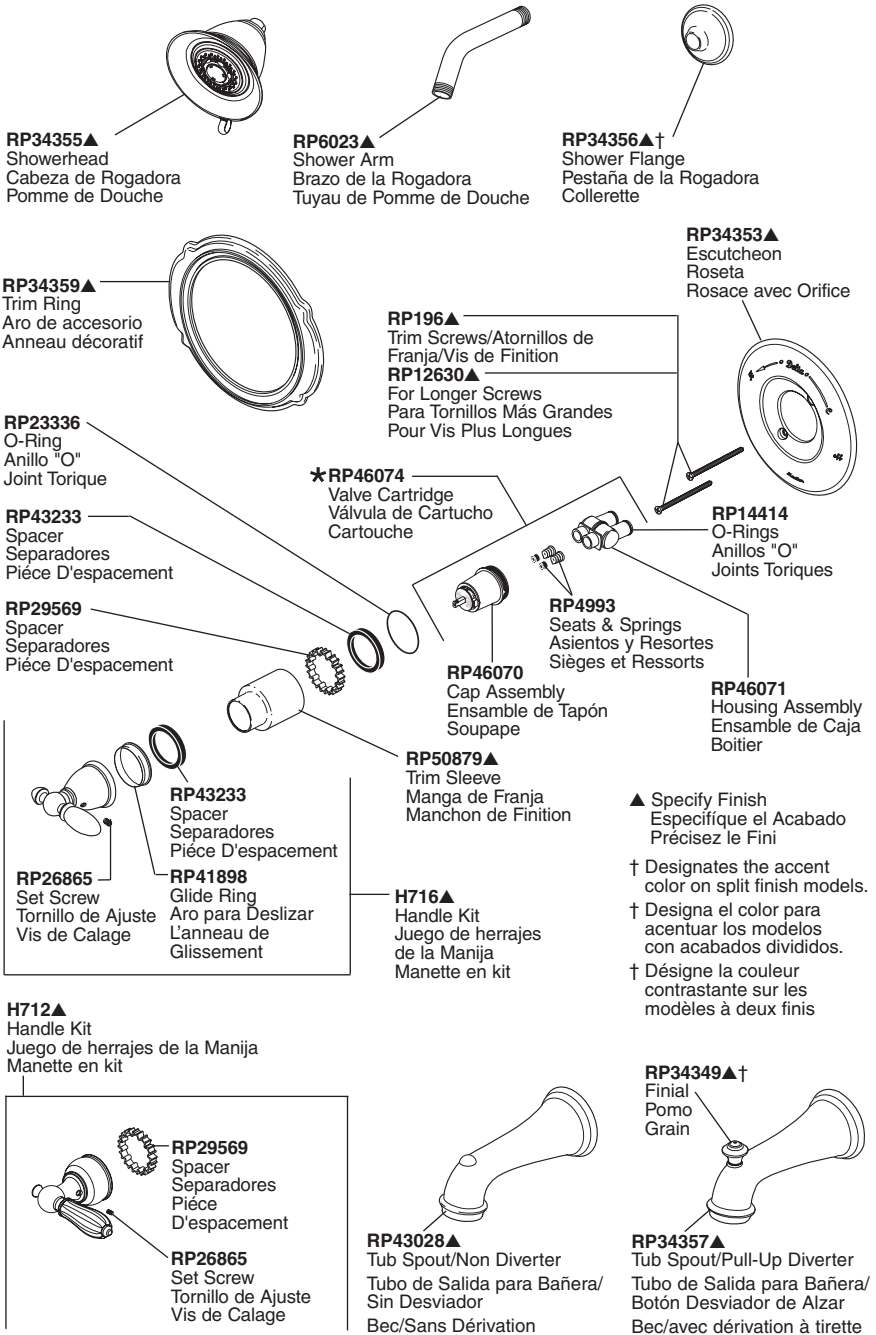 RP34355▲
Showerhead
Cabeza de Rogadora
Pomme de Douche
RP6023▲
Shower Arm
Brazo de la Rogadora
Tuyau de Pomme de Douche
RP34356▲†
Shower Flange
Pestaña de la Rogadora
Collerette
RP34353▲
Escutcheon
Roseta
Rosace avec Orifice
RP34359▲
Trim Ring
Aro de accesorio
Anneau décoratif
RP196▲
Trim Screws/Atornillos de
Franja/Vis de Finition
RP12630▲
For Longer Screws
Para Tornillos Más Grandes
Pour Vis Plus Longues
Delta
RP23336
O-Ring
Anillo "O"
Joint Torique
*RP46074
Valve Cartridge
Válvula de Cartucho
Cartouche
RP14414
O-Rings
Anillos "O"
Joints Toriques
RP43233
Spacer
Separadores
Piéce D'espacement
RP29569
Spacer
Separadores
Piéce D'espacement
RP4993
Seats & Springs
Asientos y Resortes
Sièges et Ressorts
RP46070
Cap Assembly
Ensamble de Tapón
Soupape
RP46071
Housing Assembly
Ensamble de Caja
Boitier
RP50879▲
Trim Sleeve
Manga de Franja
Manchon de Finition
RP43233
Spacer
Separadores
Piéce D'espacement
RP26865
Set Screw
Tornillo de Ajuste
Vis de Calage
RP41898
Glide Ring
Aro para Deslizar
L'anneau de
Glissement
H716▲
Handle Kit
Juego de herrajes
de la Manija
Manette en kit
▲ Specify Finish
Especifíque el Acabado
Précisez le Fini
† Designates the accent
color on split finish models.
† Designa el color para
acentuar los modelos
con acabados divididos.
† Désigne la couleur
contrastante sur les
modèles à deux finis
H712▲
Handle Kit
Juego de herrajes de la Manija
Manette en kit
RP29569
Spacer
Separadores
Piéce
D'espacement
RP26865
Set Screw
Tornillo de Ajuste
Vis de Calage
RP43028▲
Tub Spout/Non Diverter
Tubo de Salida para Bañera/
Sin Desviador
Bec/Sans Dérivation
RP34349▲†
Finial
Pomo
Grain
RP34357▲
Tub Spout/Pull-Up Diverter
Tubo de Salida para Bañera/
Botón Desviador de Alzar
Bec/avec dérivation à tirette